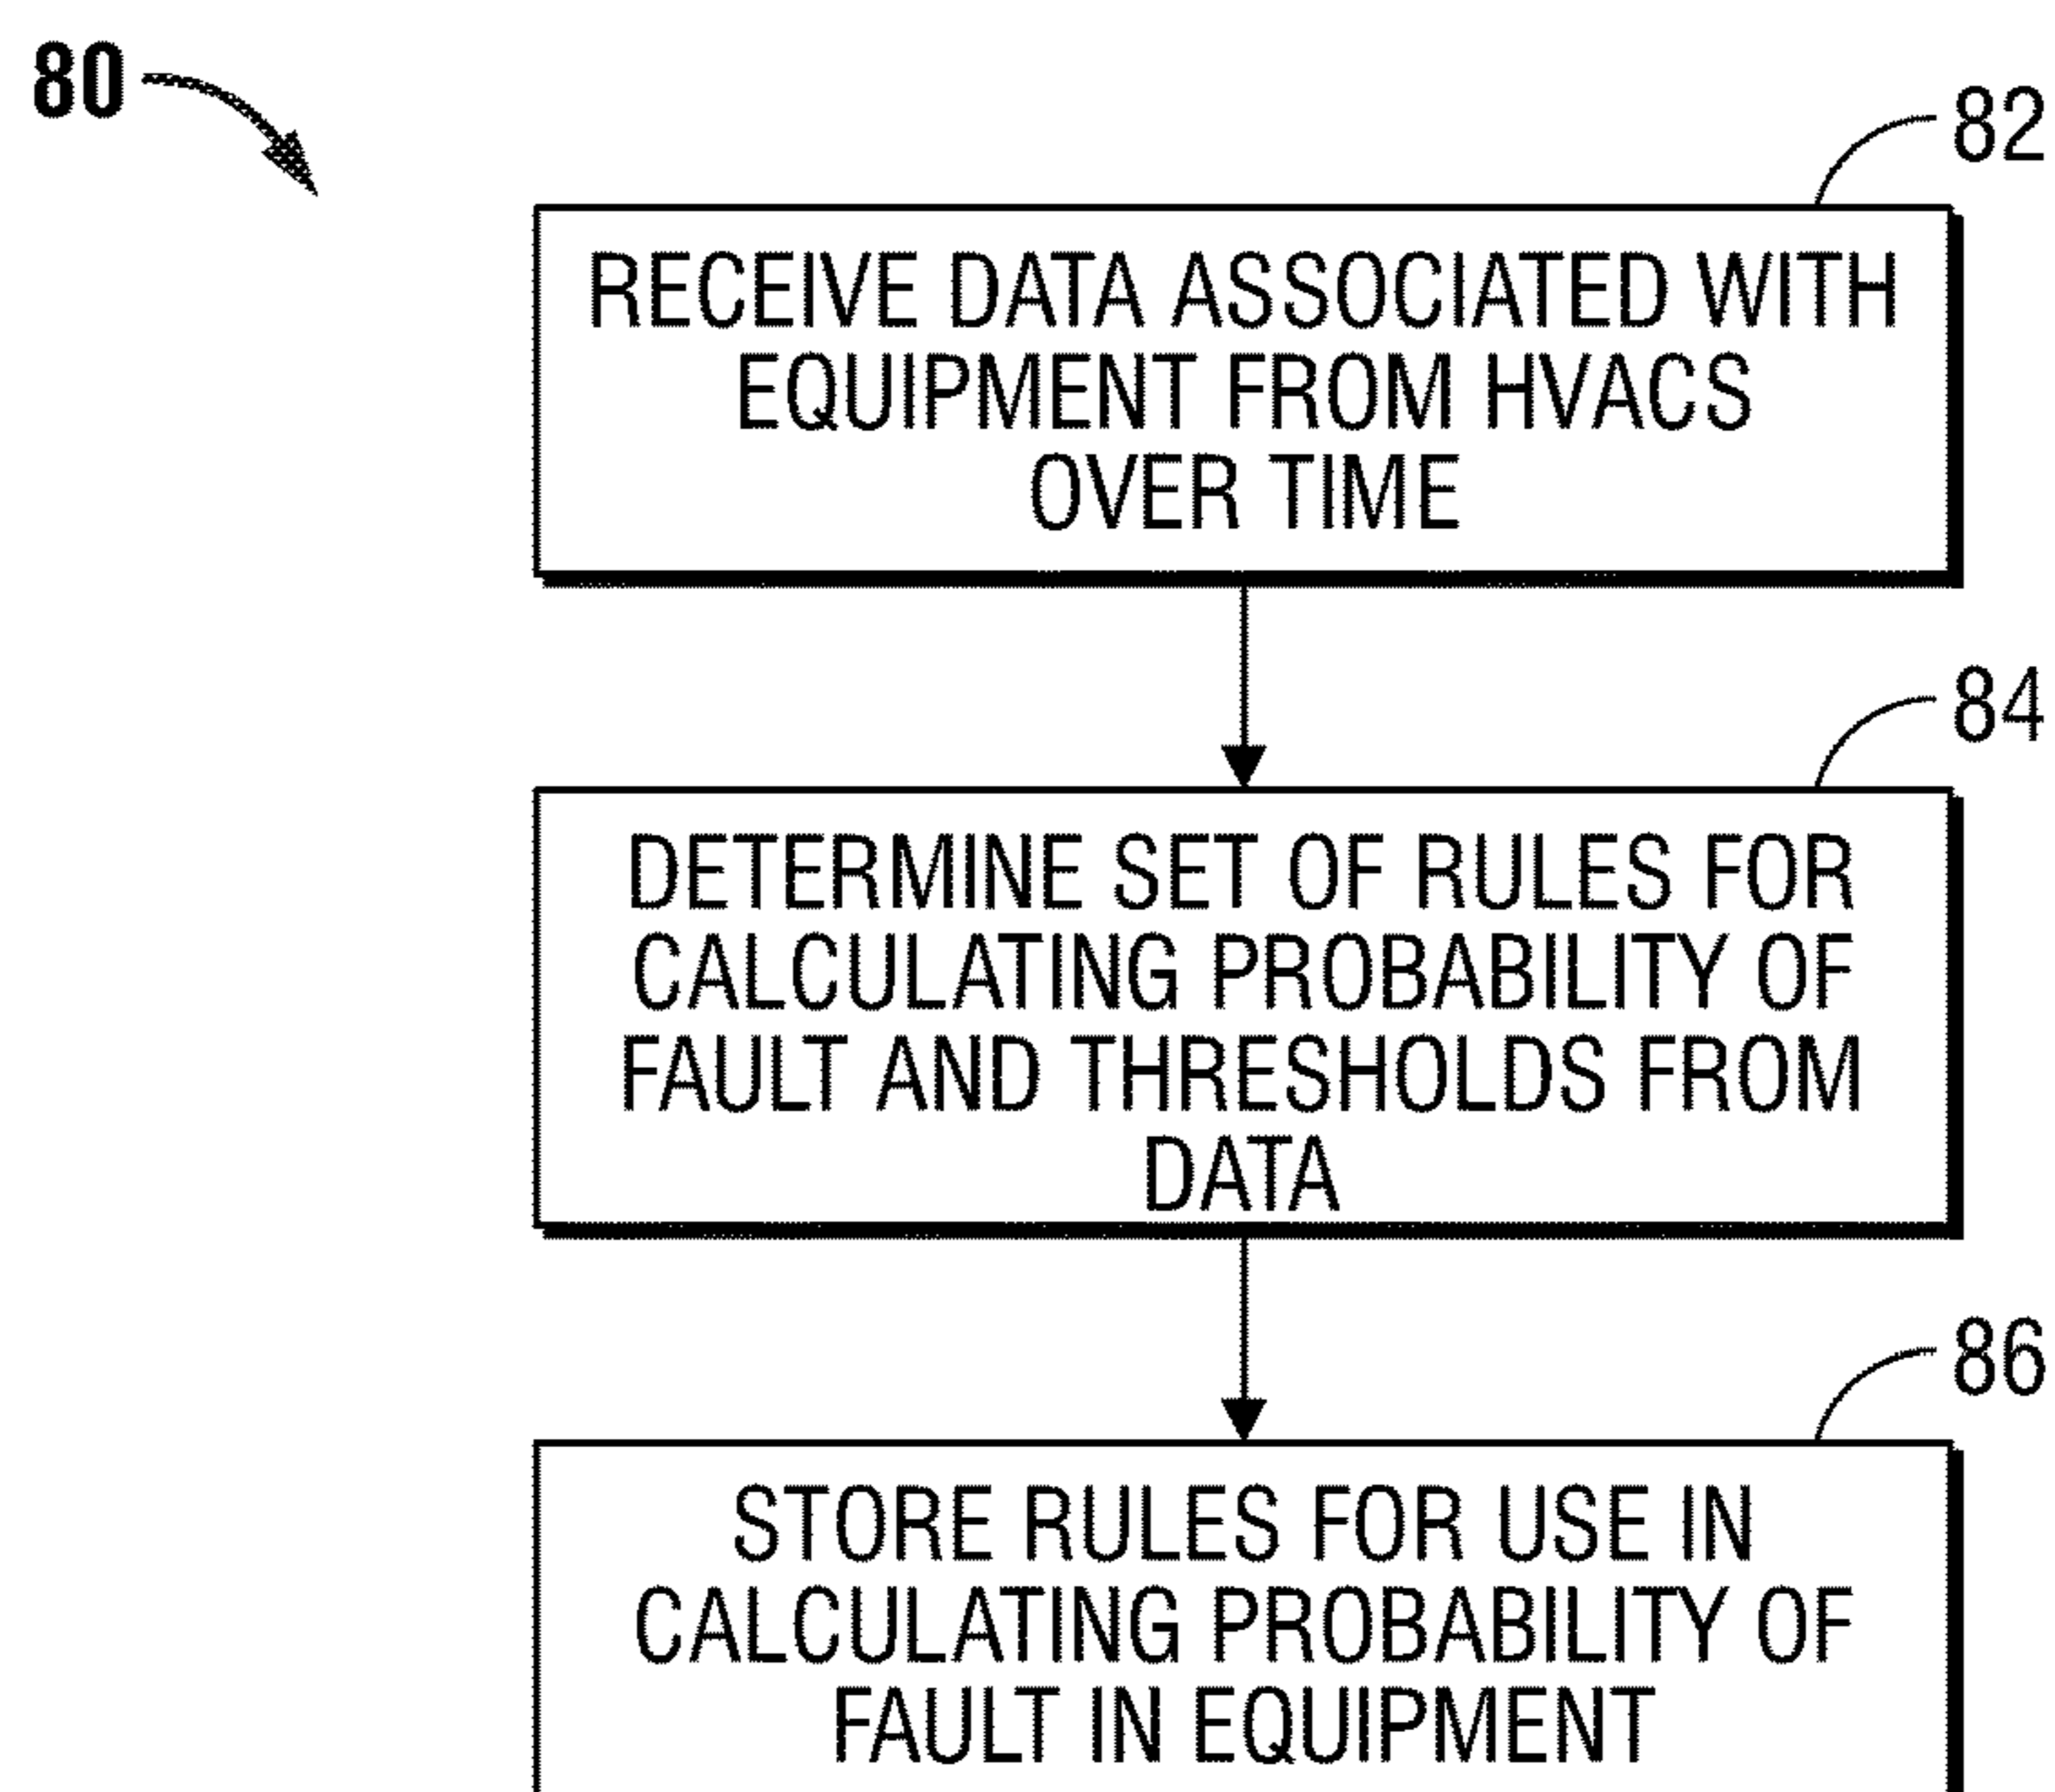 80
82
RECEIVE DATA ASSOCIATED WITH
EQUIPMENT FROM HVACS
OVER TIME
84
DETERMINE SET OF RULES FOR
CALCULATING PROBABILITY OF
FAULT AND THRESHOLDS FROM
DATA
86
STORE RULES FOR USE IN
CALCULATING PROBABILITY OF
FAULT IN EQUIPMENT